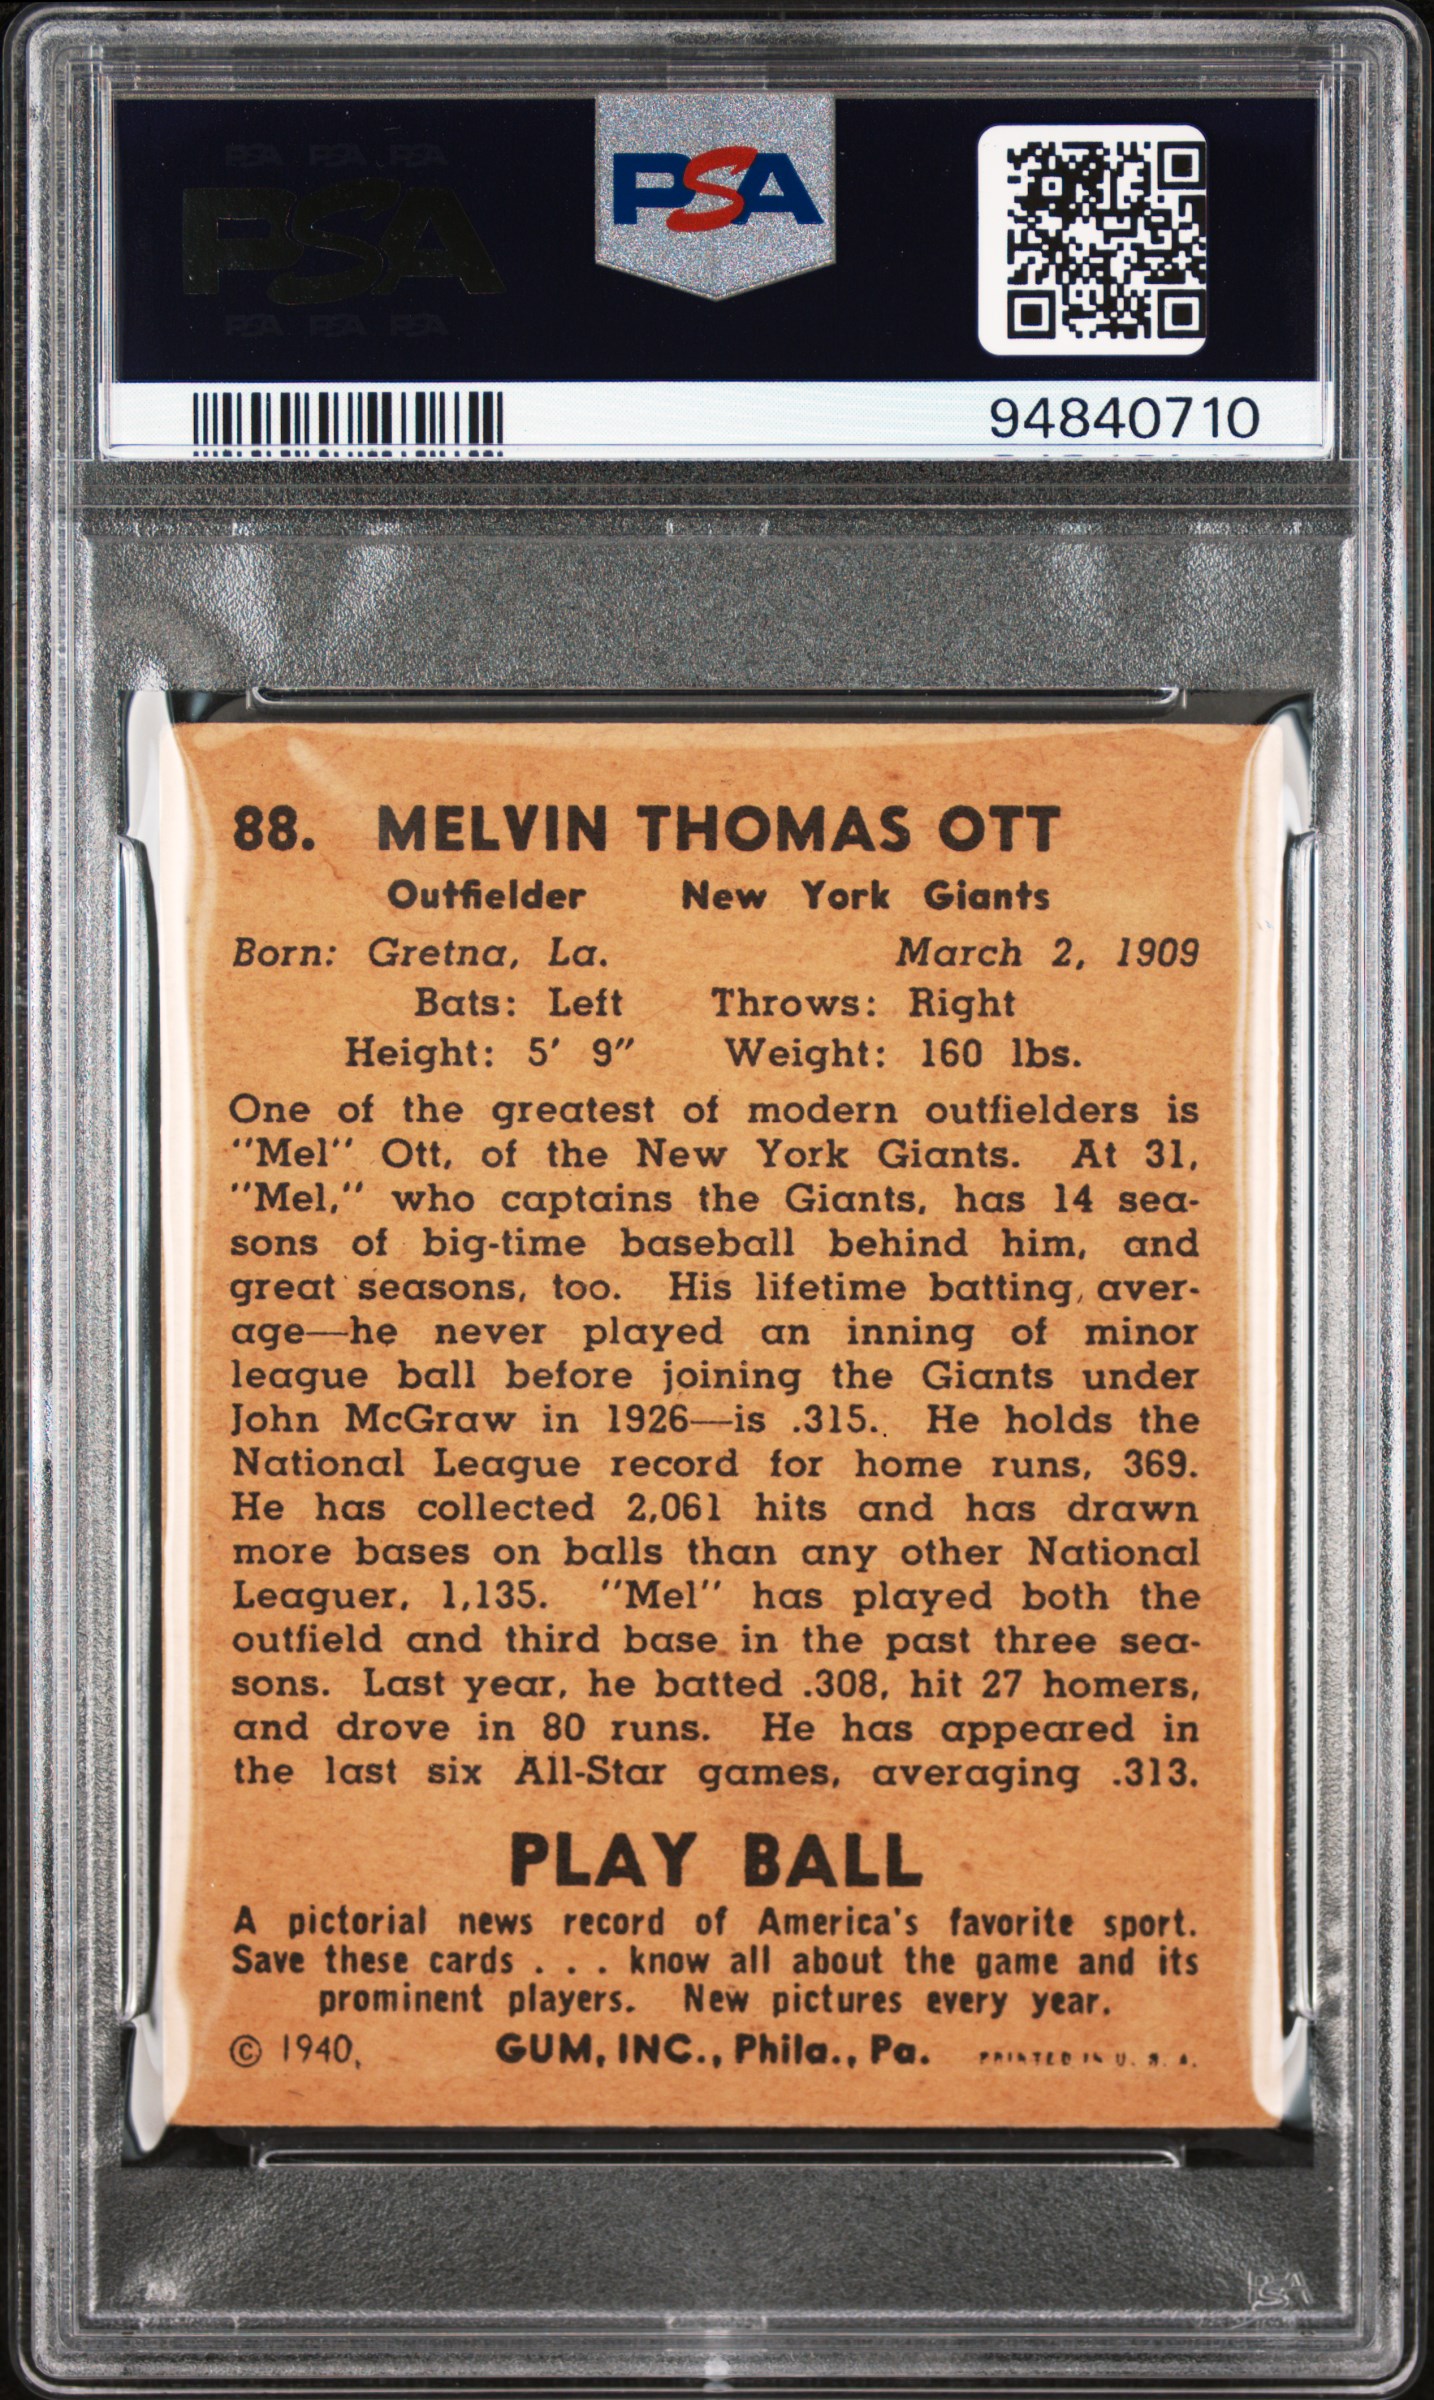 PSA PSA PSA
PSA
PSA PSA PSA
PSA
94840710
88. MELVIN THOMAS OTT
Outfielder New York Giants
Born: Gretna, La. March 2, 1909
Bats: Left Throws: Right
Height: 5' 9" Weight: 160 lbs.
One of the greatest of modern outfielders is
"Mel" Ott, of the New York Giants. At 31,
"Mel," who captains the Giants, has 14 sea-
sons of big-time baseball behind him, and
great seasons, too. His lifetime batting aver-
age—he never played an inning of minor
league ball before joining the Giants under
John McGraw in 1926—is .315. He holds the
National League record for home runs, 369.
He has collected 2,061 hits and has drawn
more bases on balls than any other National
Leaguer, 1,135. "Mel" has played both the
outfield and third base in the past three sea-
sons. Last year, he batted .308, hit 27 homers,
and drove in 80 runs. He has appeared in
the last six All-Star games, averaging .313.
PLAY BALL
A pictorial news record of America's favorite sport.
Save these cards . . . know all about the game and its
prominent players. New pictures every year.
© 1940, GUM, INC., Phila., Pa. PRINTED IN U. S. A.
PSA